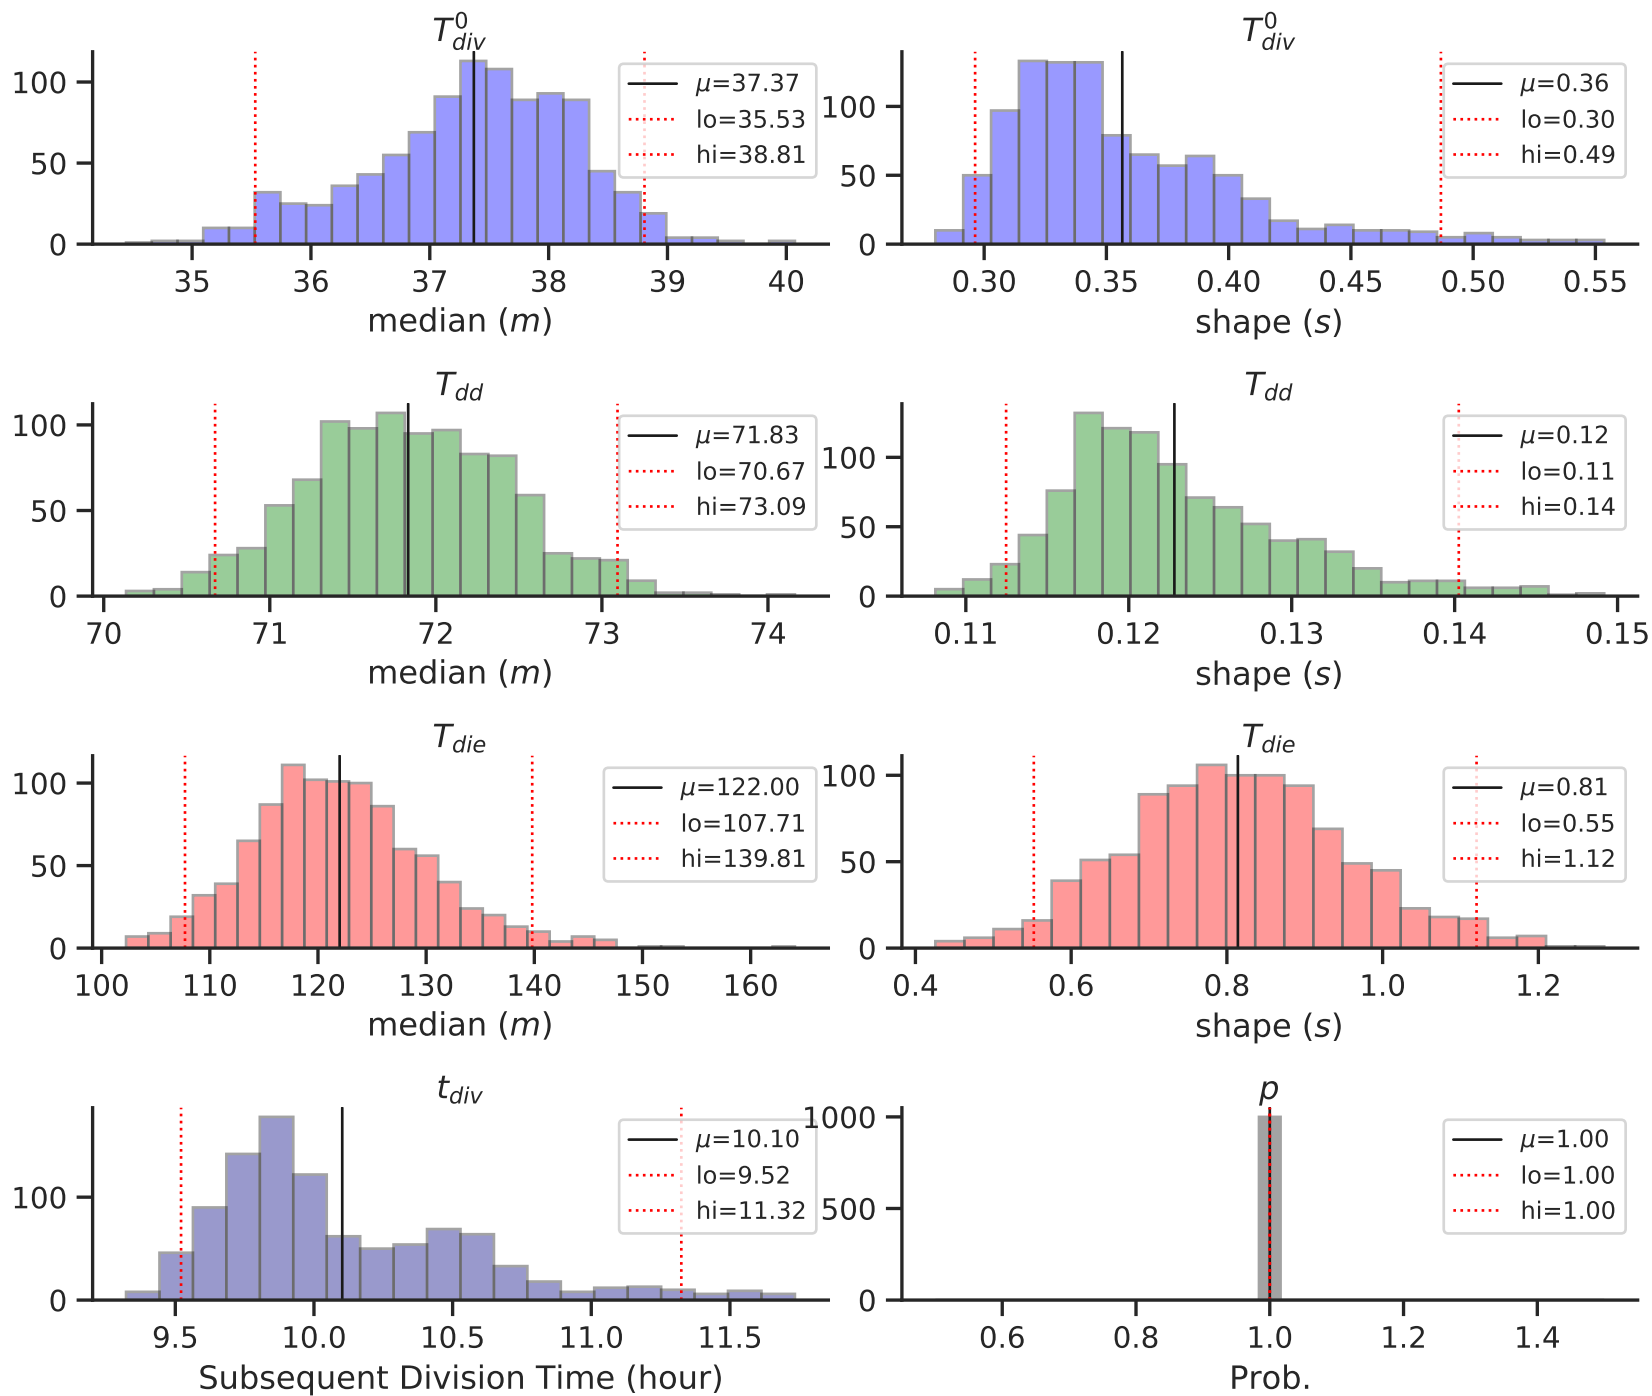 T⁰div
100
50
0
μ=37.37
lo=35.53
hi=38.81
35 36 37 38 39 40
median (m)
T⁰div
100
50
0
μ=0.36
lo=0.30
hi=0.49
0.30 0.35 0.40 0.45 0.50 0.55
shape (s)
Tdd
100
50
0
μ=71.83
lo=70.67
hi=73.09
70 71 72 73 74
median (m)
Tdd
100
50
0
μ=0.12
lo=0.11
hi=0.14
0.11 0.12 0.13 0.14 0.15
shape (s)
Tdie
100
50
0
μ=122.00
lo=107.71
hi=139.81
100 110 120 130 140 150 160
median (m)
Tdie
100
50
0
μ=0.81
lo=0.55
hi=1.12
0.4 0.6 0.8 1.0 1.2
shape (s)
tdiv
100
0
μ=10.10
lo=9.52
hi=11.32
9.5 10.0 10.5 11.0 11.5
Subsequent Division Time (hour)
p
1000
500
0
μ=1.00
lo=1.00
hi=1.00
0.6 0.8 1.0 1.2 1.4
Prob.